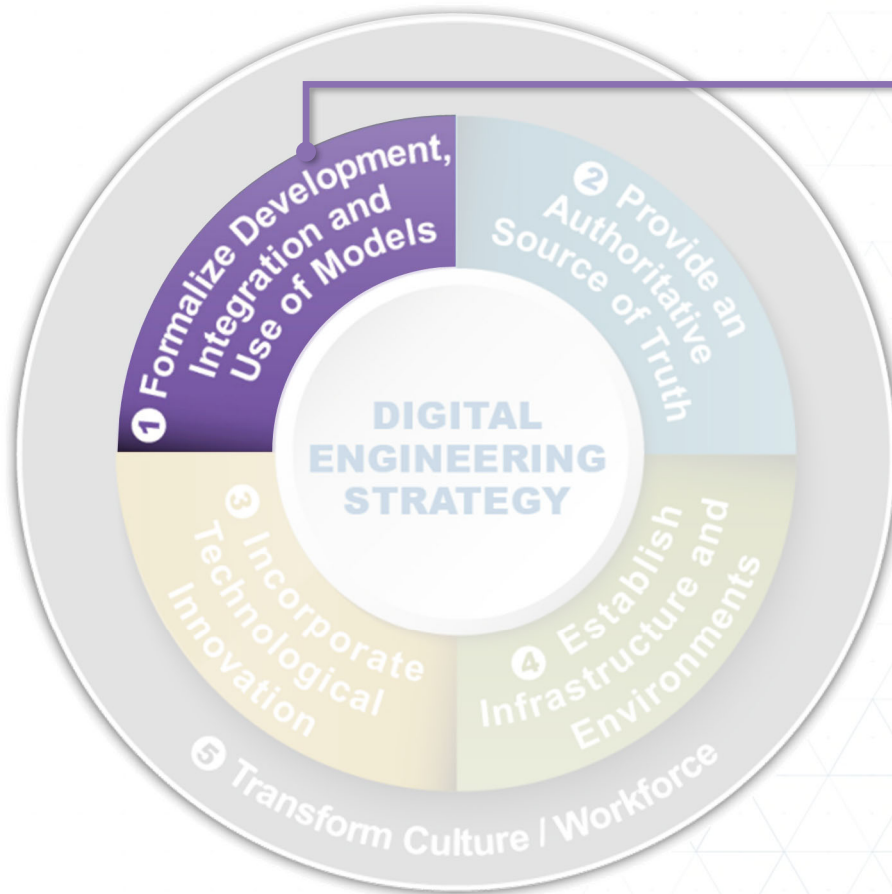 ❶ Formalize Development,
Integration and
Use of Models
❷ Provide an
Authoritative
Source of Truth
DIGITAL
ENGINEERING
STRATEGY
❸ Incorporate
Technological
Innovation
❹ Establish
Infrastructure and
Environments
❺ Transform Culture / Workforce